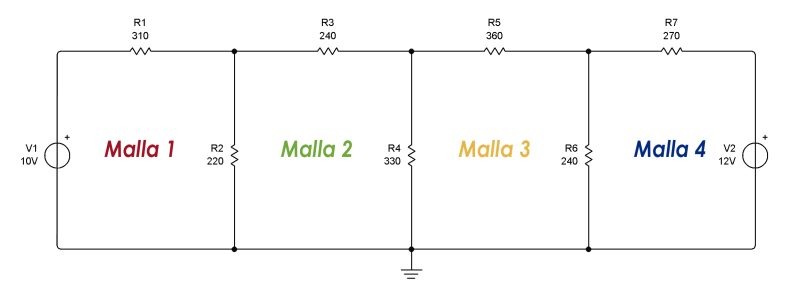 R1
310
R3
240
R5
360
R7
270
+
V1
10V
Malla 1
R2
220
Malla 2
R4
330
Malla 3
R6
240
Malla 4
+
V2
12V